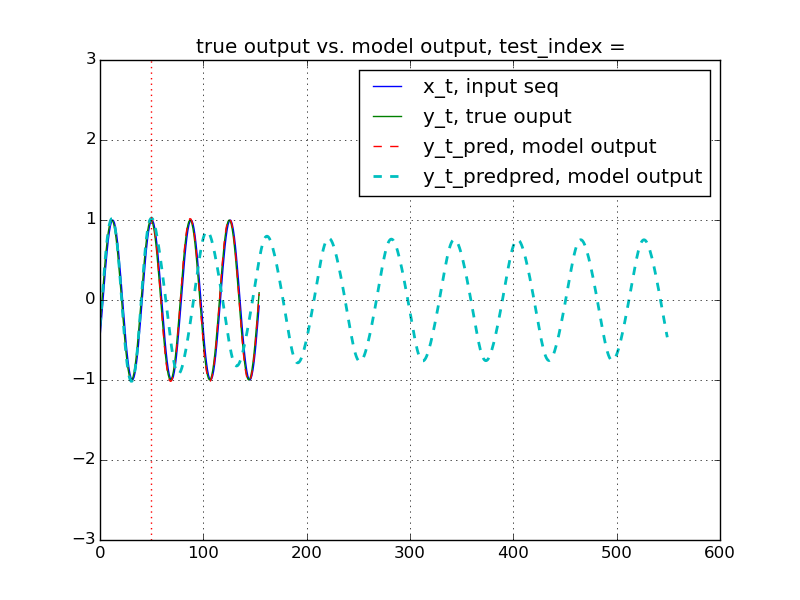 true output vs. model output, test_index =
x_t, input seq
y_t, true ouput
y_t_pred, model output
y_t_predpred, model output
3
2
1
0
−1
−2
−3
0 100 200 300 400 500 600